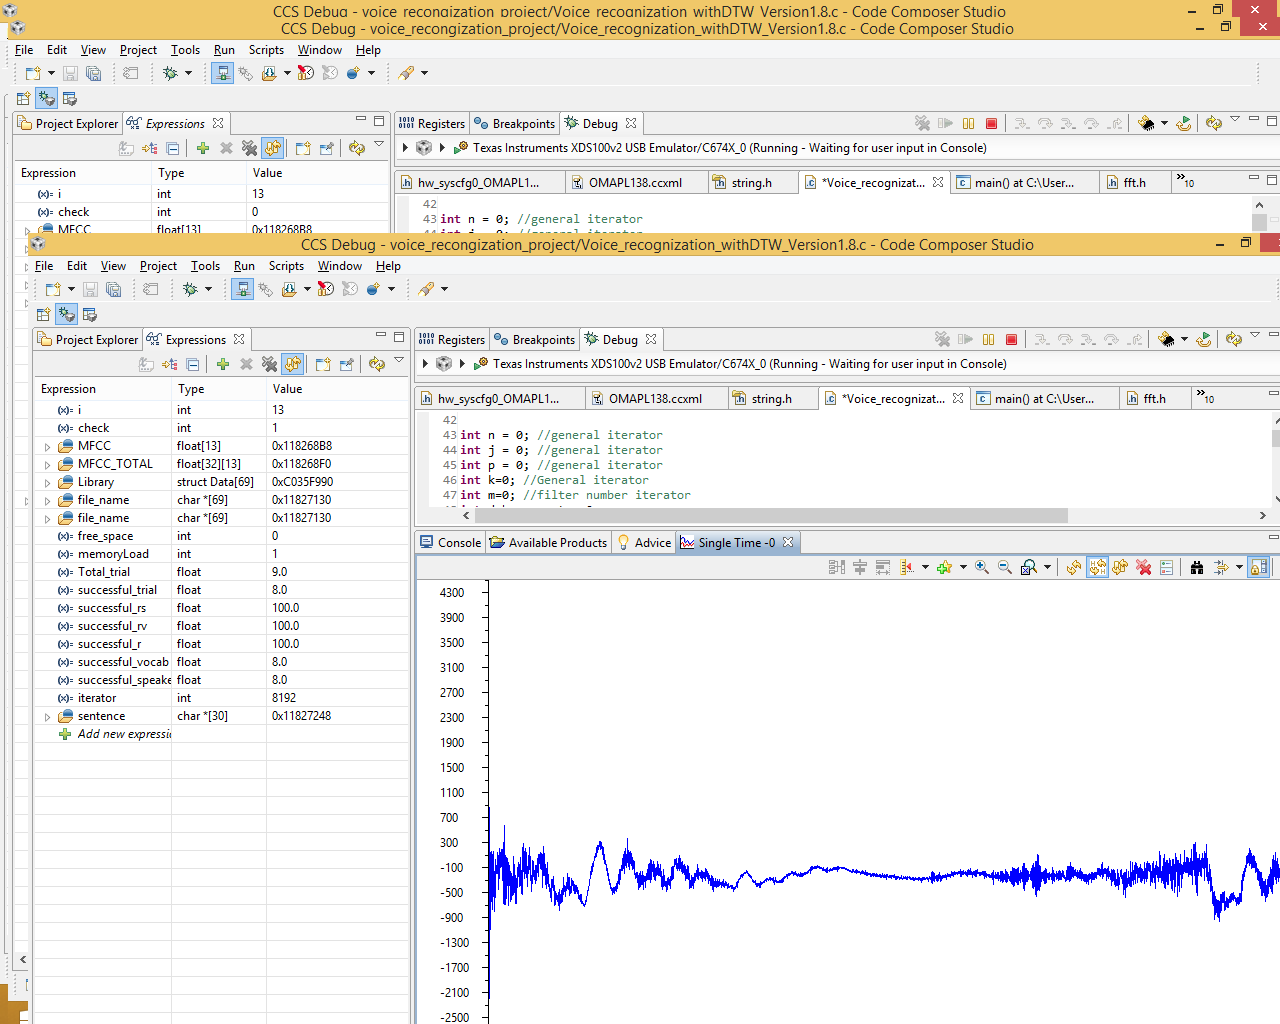 CCS Debug - voice_recongization_project/Voice_recognization_withDTW_Version1.8.c - Code Composer Studio
CCS Debug - voice_recongization_project/Voice_recognization_withDTW_Version1.8.c - Code Composer Studio
File Edit View Project Tools Run Scripts Window Help
Project Explorer Expressions
Registers Breakpoints Debug
Texas Instruments XDS100v2 USB Emulator/C674X_0 (Running - Waiting for user input in Console)
Expression Type Value
hw_syscfg0_OMAPL1... OMAPL138.ccxml string.h *Voice_recognizat... main() at C:\User... fft.h »10
(x)= i int 13
(x)= check int 0
MFCC float[13] 0x118268B8
42
43 int n = 0; //general iterator
CCS Debug - voice_recongization_project/Voice_recognization_withDTW_Version1.8.c - Code Composer Studio
File Edit View Project Tools Run Scripts Window Help
Project Explorer Expressions
Registers Breakpoints Debug
Texas Instruments XDS100v2 USB Emulator/C674X_0 (Running - Waiting for user input in Console)
Expression Type Value
(x)= i int 13
(x)= check int 1
MFCC float[13] 0x118268B8
MFCC_TOTAL float[32][13] 0x118268F0
Library struct Data[69] 0xC035F990
file_name char *[69] 0x11827130
file_name char *[69] 0x11827130
(x)= free_space int 0
(x)= memoryLoad int 1
(x)= Total_trial float 9.0
(x)= successful_trial float 8.0
(x)= successful_rs float 100.0
(x)= successful_rv float 100.0
(x)= successful_r float 100.0
(x)= successful_vocab float 8.0
(x)= successful_speake float 8.0
(x)= iterator int 8192
sentence char *[30] 0x11827248
Add new expressi
hw_syscfg0_OMAPL1... OMAPL138.ccxml string.h *Voice_recognizat... main() at C:\User... fft.h »10
42
43 int n = 0; //general iterator
44 int j = 0; //general iterator
45 int p = 0; //general iterator
46 int k=0; //General iterator
47 int m=0; //filter number iterator
Console Available Products Advice Single Time -0
4300
3900
3500
3100
2700
2300
1900
1500
1100
700
300
-100
-500
-900
-1300
-1700
-2100
-2500